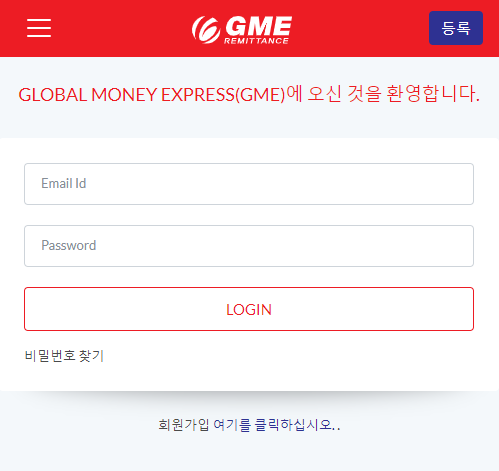 GME
REMITTANCE
등록
GLOBAL MONEY EXPRESS(GME)에 오신 것을 환영합니다.
Email Id
Password
LOGIN
비밀번호 찾기
회원가입 여기를 클릭하십시오. .